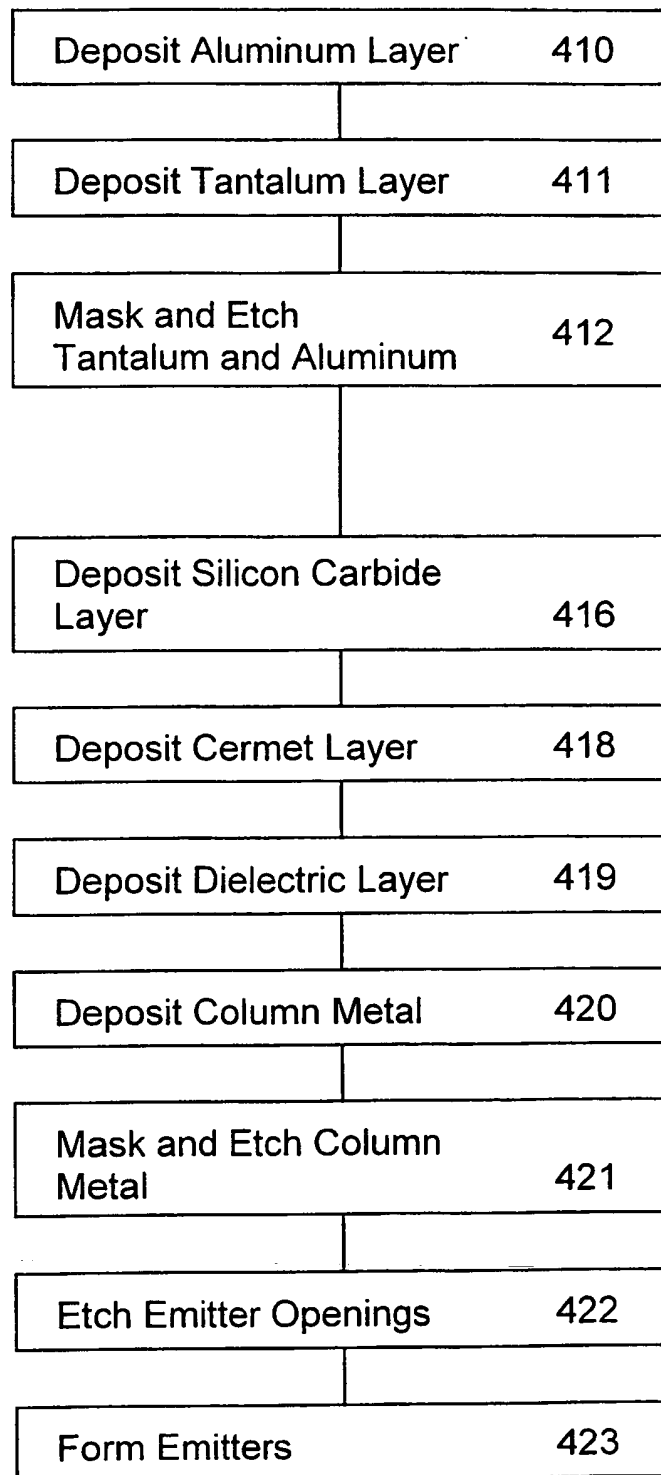 Deposit Aluminum Layer 410
Deposit Tantalum Layer 411
Mask and Etch
Tantalum and Aluminum 412
Deposit Silicon Carbide
Layer 416
Deposit Cermet Layer 418
Deposit Dielectric Layer 419
Deposit Column Metal 420
Mask and Etch Column
Metal 421
Etch Emitter Openings 422
Form Emitters 423